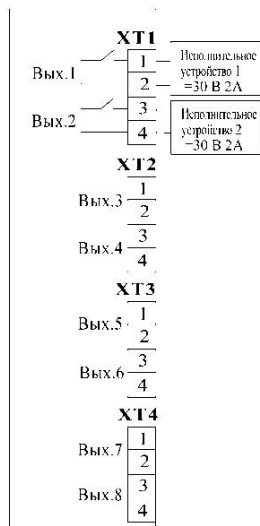 XT1
Вых.1
1
2
Исполнительное
устройство 1
=30 В 2А
Вых.2
3
4
Исполнительное
устройство 2
=30 В 2А
XT2
Вых.3
1
2
Вых.4
3
4
XT3
Вых.5
1
2
Вых.6
3
4
XT4
Вых.7
1
2
Вых.8
3
4